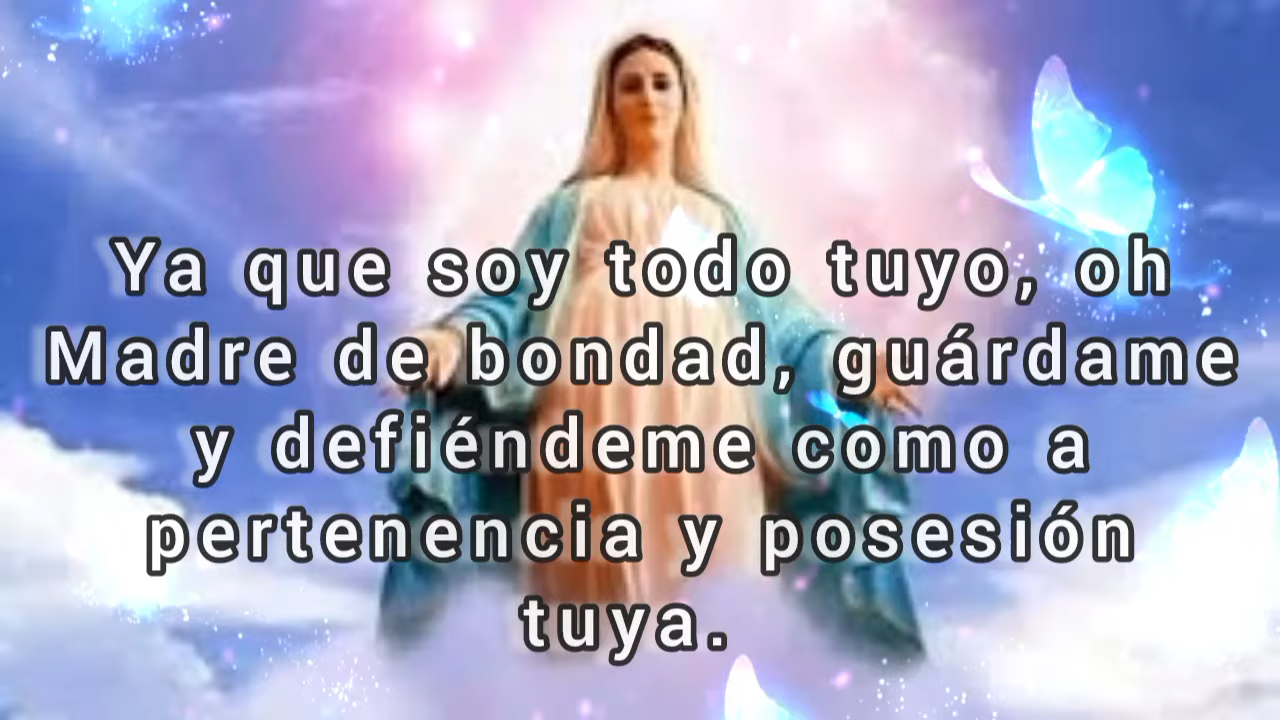 Ya que soy todo tuyo, oh
Madre de bondad, guárdame
y defiéndeme como a
pertenencia y posesión
tuya.